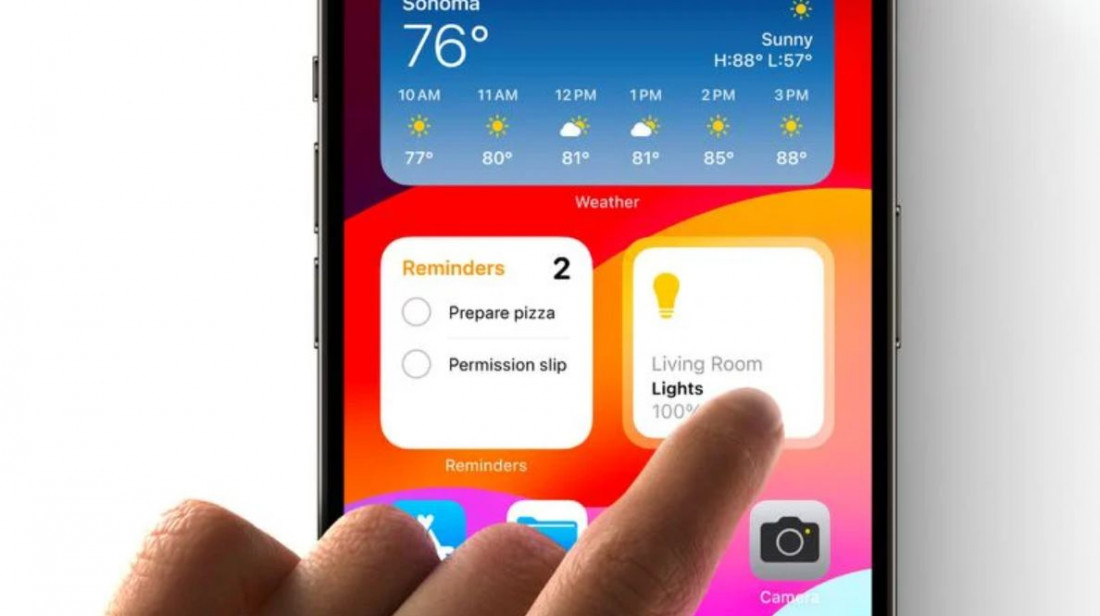 Sonoma
76°
Sunny
H:88° L:57°
10 AM 11 AM 12 PM 1 PM 2 PM 3 PM
77° 80° 81° 81° 85° 88°
Weather
Reminders 2
Prepare pizza
Permission slip
Reminders
Living Room
Lights
100%
Camera